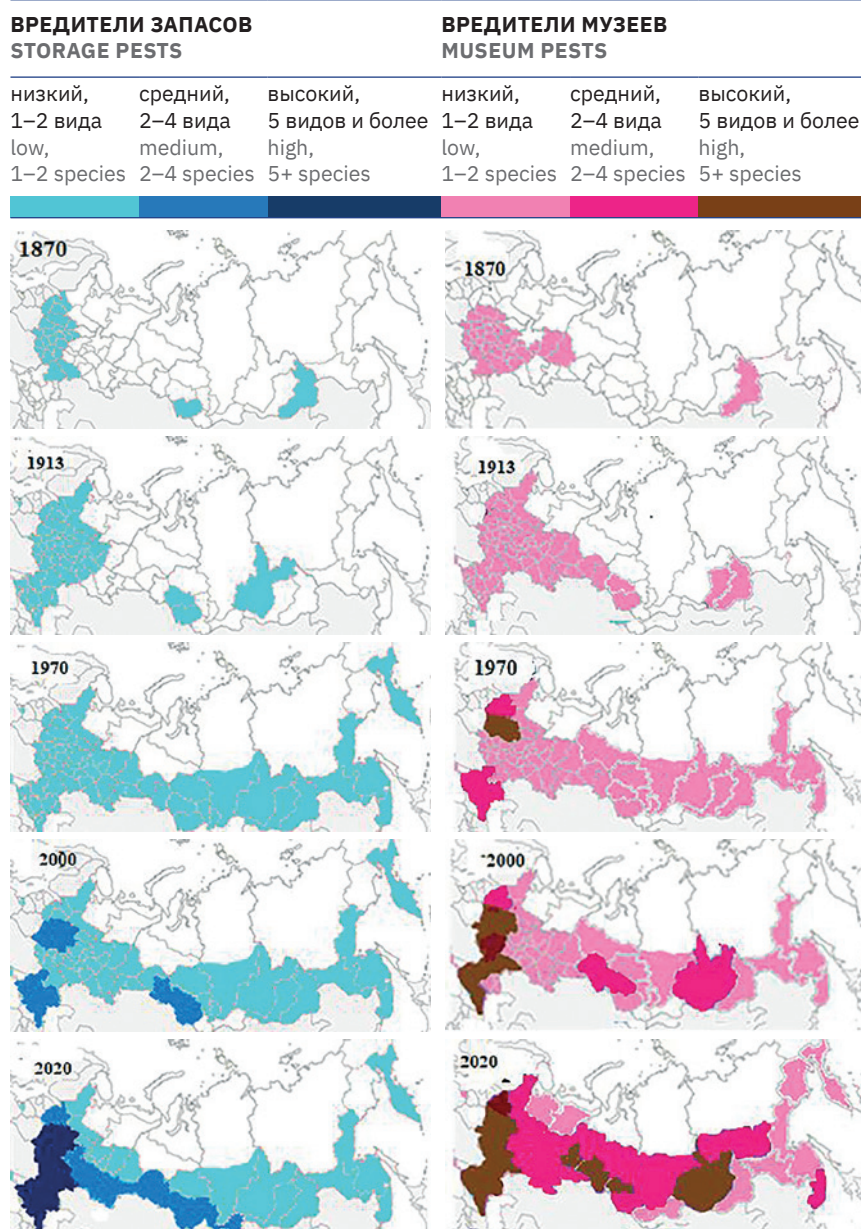 ВРЕДИТЕЛИ ЗАПАСОВ
STORAGE PESTS
низкий,
1–2 вида
low,
1–2 species
средний,
2–4 вида
medium,
2–4 species
высокий,
5 видов и более
high,
5+ species
ВРЕДИТЕЛИ МУЗЕЕВ
MUSEUM PESTS
низкий,
1–2 вида
low,
1–2 species
средний,
2–4 вида
medium,
2–4 species
высокий,
5 видов и более
high,
5+ species
1870
1870
1913
1913
1970
1970
2000
2000
2020
2020